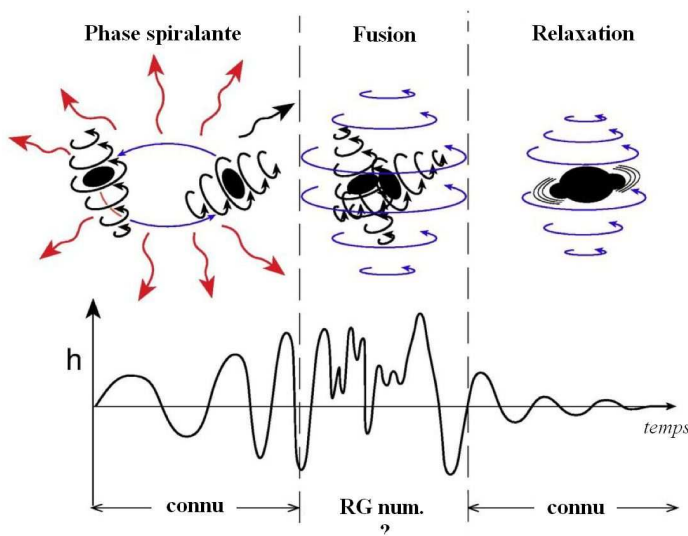 Phase spiralante
Fusion
Relaxation
h
temps
connu
RG num.
?
connu